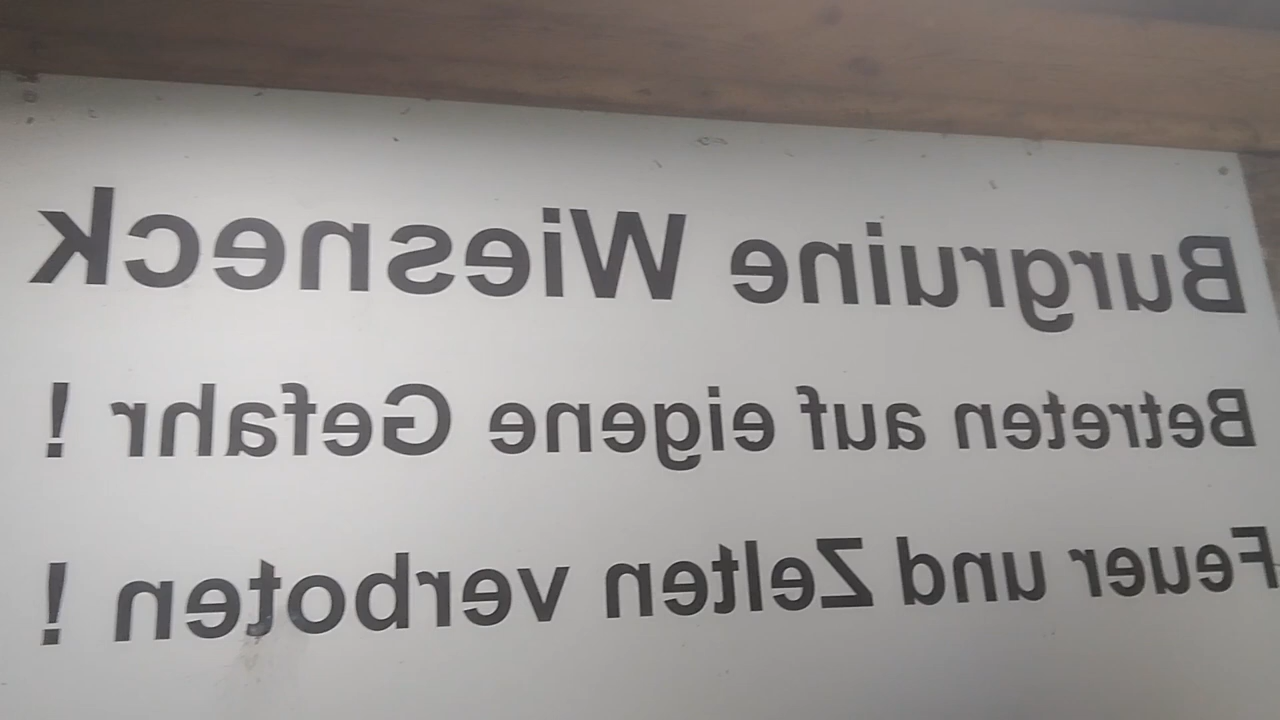 Burgruine Wiesneck
Betreten auf eigene Gefahr !
Feuer und Zelten verboten !